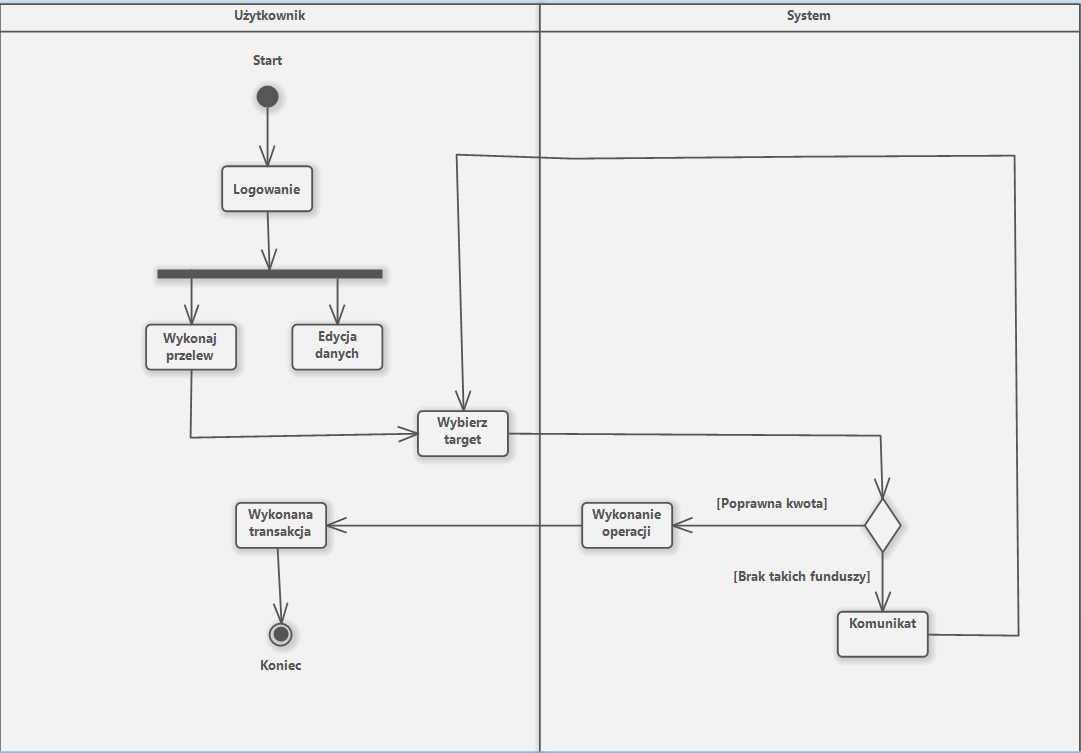 Użytkownik
System
Start
Logowanie
Wykonaj
przelew
Edycja
danych
Wybierz
target
Wykonana
transakcja
Wykonanie
operacji
[Poprawna kwota]
[Brak takich funduszy]
Komunikat
Koniec